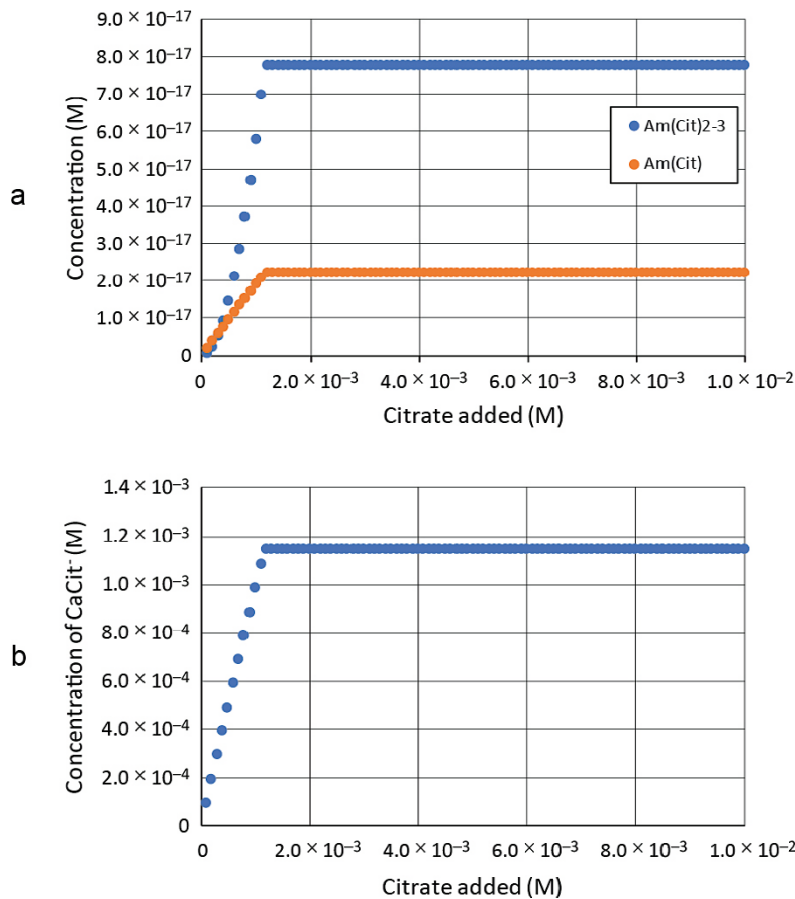 a
Concentration (M)
9.0 × 10⁻¹⁷
8.0 × 10⁻¹⁷
7.0 × 10⁻¹⁷
6.0 × 10⁻¹⁷
5.0 × 10⁻¹⁷
4.0 × 10⁻¹⁷
3.0 × 10⁻¹⁷
2.0 × 10⁻¹⁷
1.0 × 10⁻¹⁷
0
Am(Cit)2-3
Am(Cit)
0 2.0 × 10⁻³ 4.0 × 10⁻³ 6.0 × 10⁻³ 8.0 × 10⁻³ 1.0 × 10⁻²
Citrate added (M)
b
Concentration of CaCit⁻ (M)
1.4 × 10⁻³
1.2 × 10⁻³
1.0 × 10⁻³
8.0 × 10⁻⁴
6.0 × 10⁻⁴
4.0 × 10⁻⁴
2.0 × 10⁻⁴
0
0 2.0 × 10⁻³ 4.0 × 10⁻³ 6.0 × 10⁻³ 8.0 × 10⁻³ 1.0 × 10⁻²
Citrate added (M)